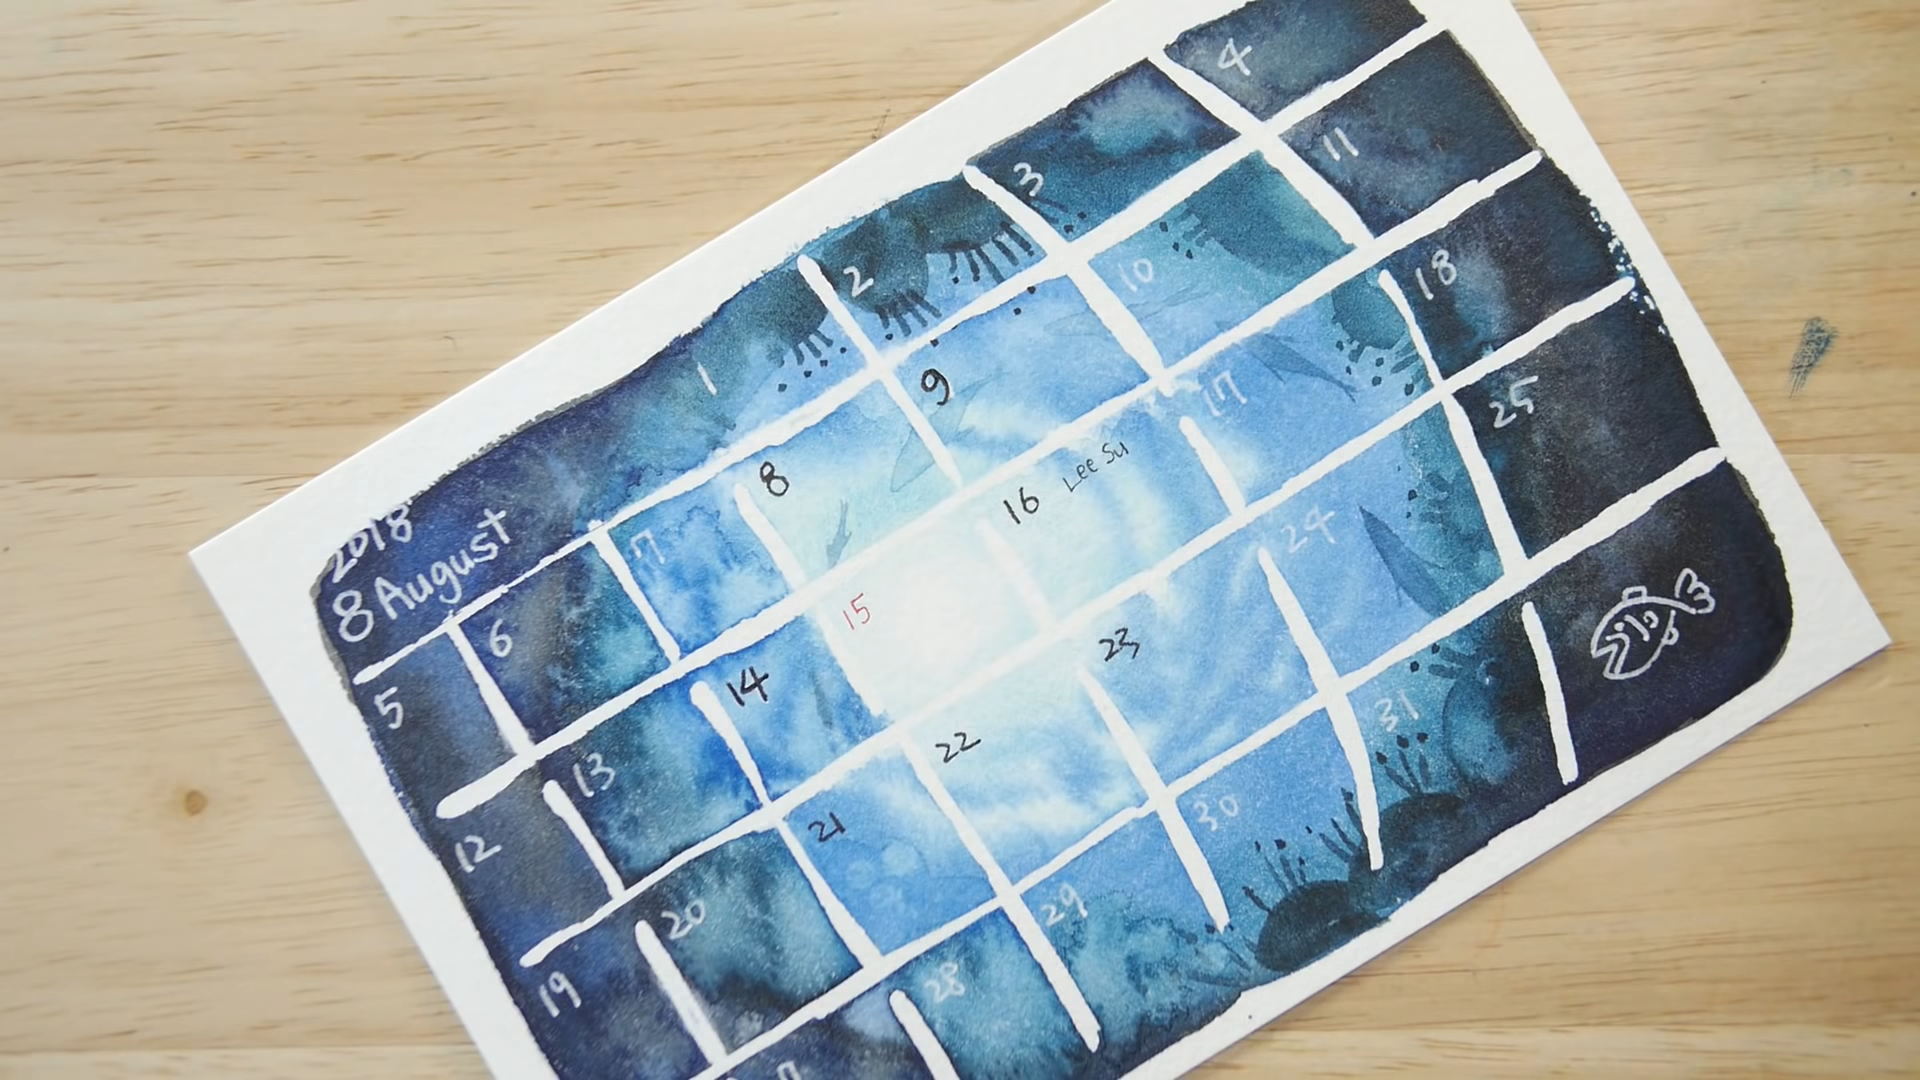 2018
8 August
1 2 3 4
5 6 7 8 9 10 11
12 13 14 15 16 Lee Su 17 18
19 20 21 22 23 24 25
28 29 30 31